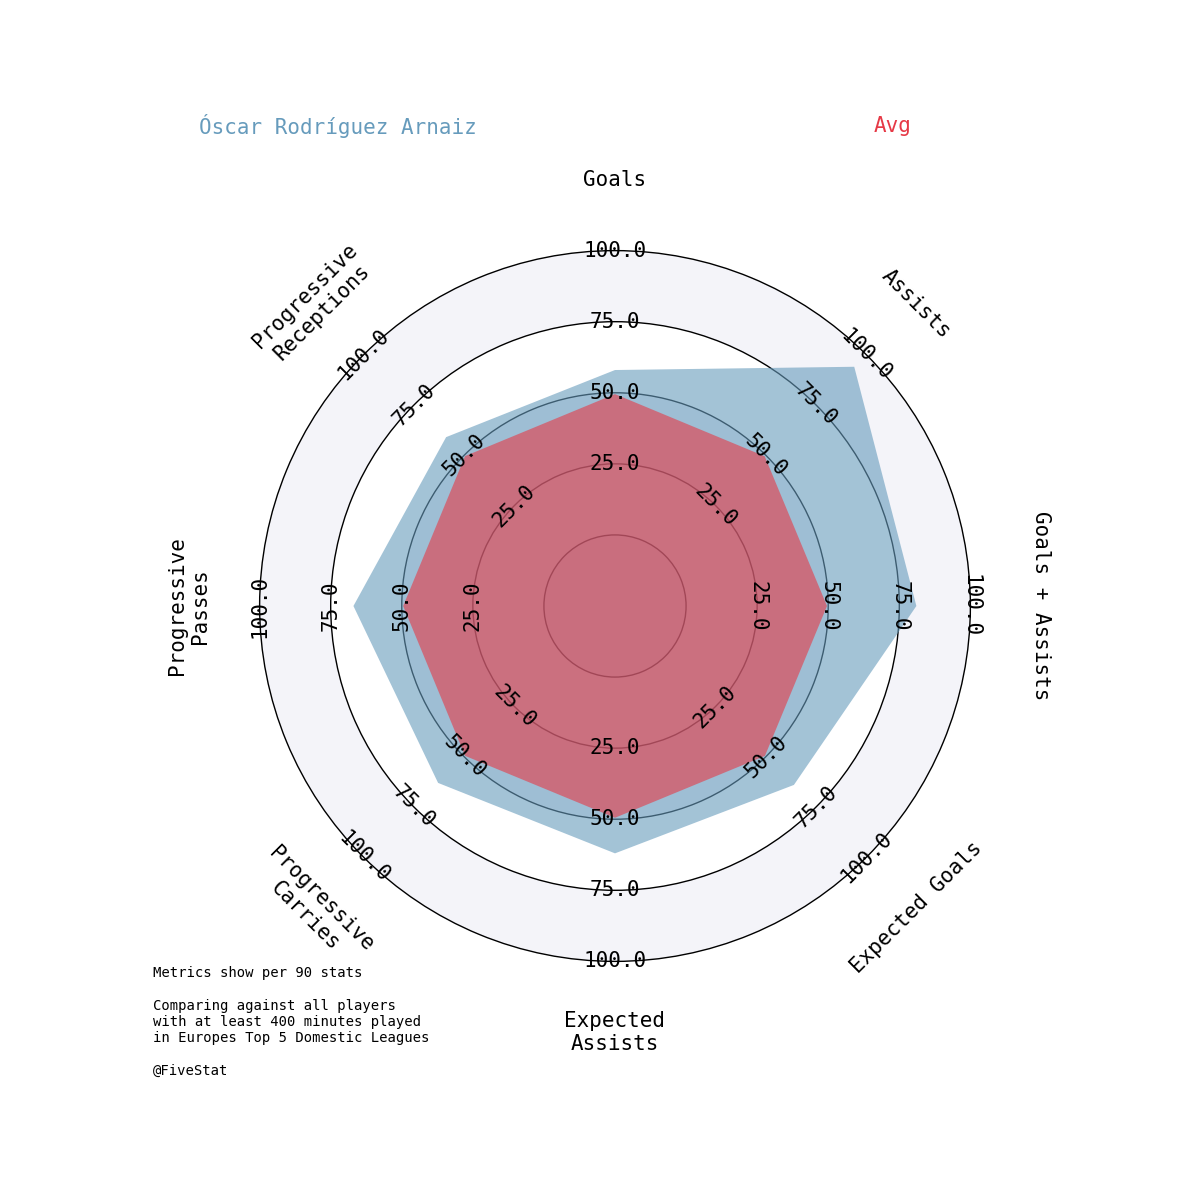 Óscar Rodríguez Arnaiz
Avg
Goals
Assists
Goals + Assists
Expected Goals
Expected
Assists
Progressive
Carries
Progressive
Passes
Progressive
Receptions
100.0
75.0
50.0
25.0
100.0
75.0
50.0
25.0
100.0
75.0
50.0
25.0
100.0
75.0
50.0
25.0
25.0
50.0
75.0
100.0
100.0
75.0
50.0
25.0
100.0
75.0
50.0
25.0
100.0
75.0
50.0
25.0
Metrics show per 90 stats
Comparing against all players
with at least 400 minutes played
in Europes Top 5 Domestic Leagues
@FiveStat